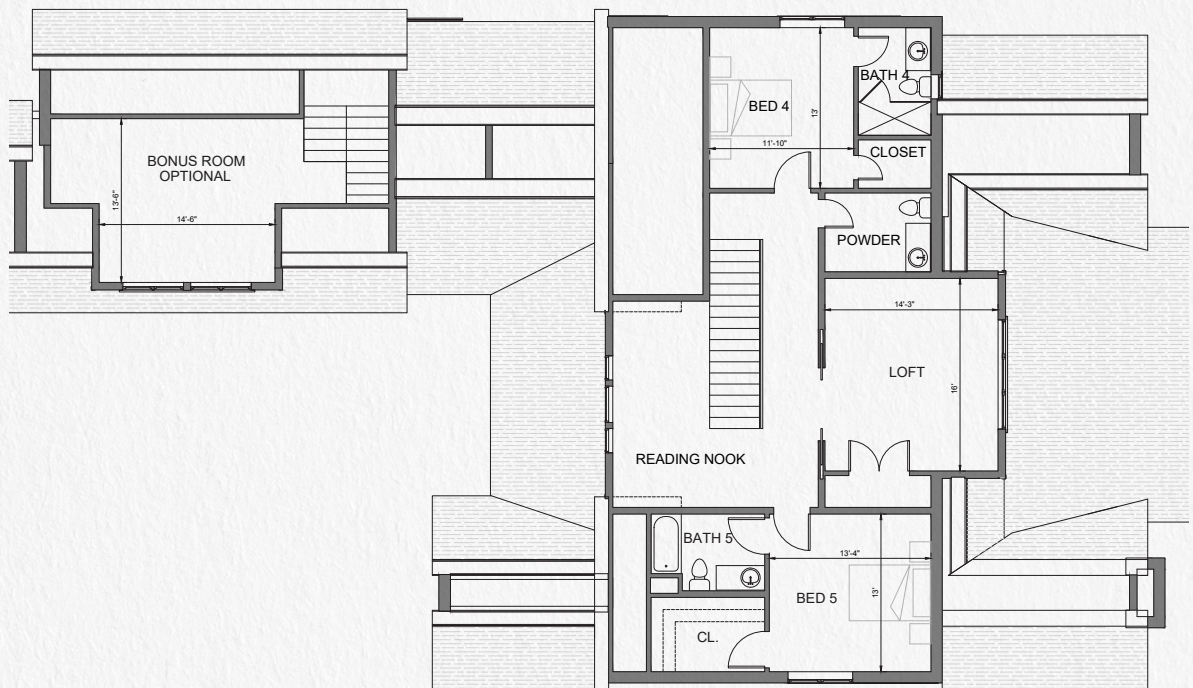 BONUS ROOM
OPTIONAL
13'-6"
14'-6"
BED 4
13'
11'-10"
BATH 4
CLOSET
POWDER
14'-3"
LOFT
16'
READING NOOK
BATH 5
13'-4"
BED 5
13'
CL.